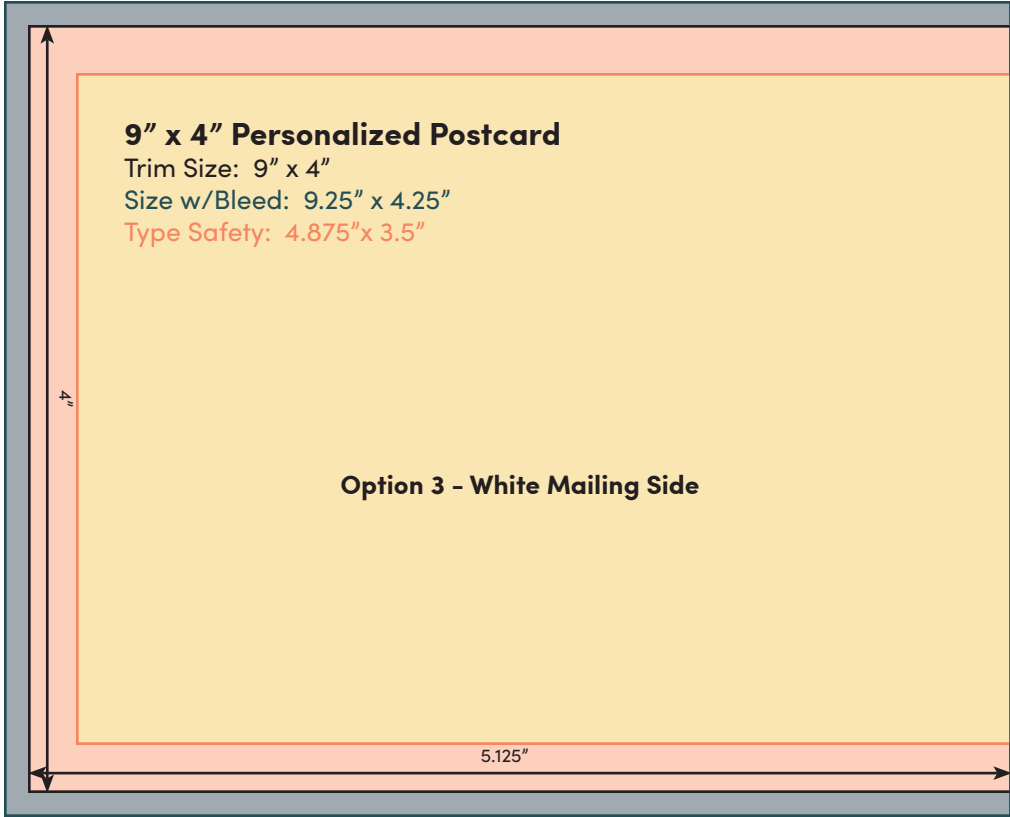 9” x 4” Personalized Postcard
Trim Size:  9” x 4”
Size w/Bleed:  9.25” x 4.25”
Type Safety:  4.875”x 3.5”
4”
Option 3 - White Mailing Side
5.125”